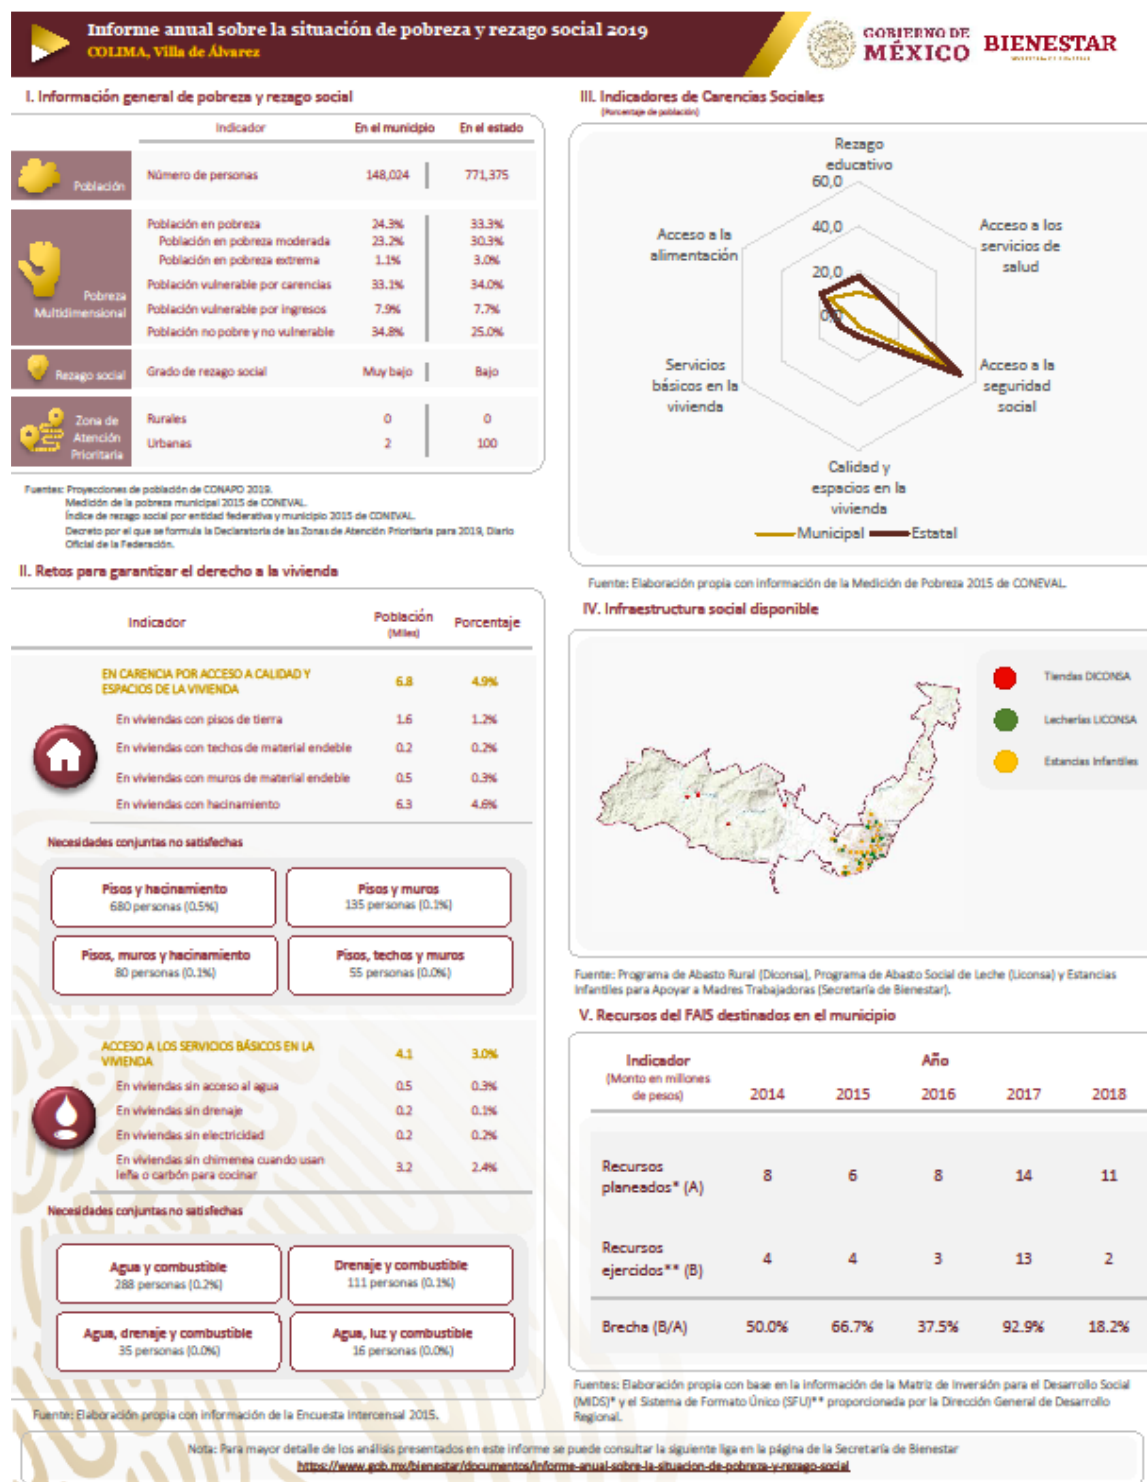 Informe anual sobre la situación de pobreza y rezago social 2019
COLIMA, Villa de Álvarez
GOBIERNO DE
MÉXICO
BIENESTAR
I. Información general de pobreza y rezago social
Indicador En el municipio En el estado
Población
Número de personas 148,024 771,375
Población en pobreza 24.3% 33.3%
Población en pobreza moderada 23.2% 30.3%
Población en pobreza extrema 1.1% 3.0%
Población vulnerable por carencias 33.1% 34.0%
Pobreza
Multidimensional
Población vulnerable por ingresos 7.9% 7.7%
Población no pobre y no vulnerable 34.8% 25.0%
Rezago social
Grado de rezago social Muy bajo Bajo
Zona de
Atención
Prioritaria
Rurales 0 0
Urbanas 2 100
Fuentes: Proyecciones de población de CONAPO 2019.
Medición de la pobreza municipal 2015 de CONEVAL.
Índice de rezago social por entidad federativa y municipio 2015 de CONEVAL.
Decreto por el que se formula la Declaratoria de las Zonas de Atención Prioritaria para 2019, Diario
Oficial de la Federación.
II. Retos para garantizar el derecho a la vivienda
Indicador Población Porcentaje
(Miles)
EN CARENCIA POR ACCESO A CALIDAD Y
ESPACIOS DE LA VIVIENDA 6.8 4.9%
En viviendas con pisos de tierra 1.6 1.2%
En viviendas con techos de material endeble 0.2 0.2%
En viviendas con muros de material endeble 0.5 0.3%
En viviendas con hacinamiento 6.3 4.6%
Necesidades conjuntas no satisfechas
Pisos y hacinamiento
680 personas (0.5%)
Pisos y muros
135 personas (0.1%)
Pisos, muros y hacinamiento
80 personas (0.1%)
Pisos, techos y muros
55 personas (0.0%)
ACCESO A LOS SERVICIOS BÁSICOS EN LA
VIVIENDA 4.1 3.0%
En viviendas sin acceso al agua 0.5 0.3%
En viviendas sin drenaje 0.2 0.1%
En viviendas sin electricidad 0.2 0.2%
En viviendas sin chimenea cuando usan
leña o carbón para cocinar 3.2 2.4%
Necesidades conjuntas no satisfechas
Agua y combustible
288 personas (0.2%)
Drenaje y combustible
111 personas (0.1%)
Agua, drenaje y combustible
35 personas (0.0%)
Agua, luz y combustible
16 personas (0.0%)
Fuente: Elaboración propia con información de la Encuesta Intercensal 2015.
III. Indicadores de Carencias Sociales
(Porcentaje de población)
Rezago
educativo
60,0
40,0
20,0
0,0
Acceso a los
servicios de
salud
Acceso a la
alimentación
Servicios
básicos en la
vivienda
Acceso a la
seguridad
social
Calidad y
espacios en la
vivienda
Municipal Estatal
Fuente: Elaboración propia con información de la Medición de Pobreza 2015 de CONEVAL.
IV. Infraestructura social disponible
Tiendas DICONSA
Lecherías LICONSA
Estancias Infantiles
Fuente: Programa de Abasto Rural (Diconsa), Programa de Abasto Social de Leche (Liconsa) y Estancias
Infantiles para Apoyar a Madres Trabajadoras (Secretaría de Bienestar).
V. Recursos del FAIS destinados en el municipio
Indicador Año
(Monto en millones
de pesos) 2014 2015 2016 2017 2018
Recursos
planeados* (A) 8 6 8 14 11
Recursos
ejercidos** (B) 4 4 3 13 2
Brecha (B/A) 50.0% 66.7% 37.5% 92.9% 18.2%
Fuentes: Elaboración propia con base en la información de la Matriz de Inversión para el Desarrollo Social
(MIDS)* y el Sistema de Formato Único (SFU)** proporcionada por la Dirección General de Desarrollo
Regional.
Nota: Para mayor detalle de los análisis presentados en este informe se puede consultar la siguiente liga en la página de la Secretaría de Bienestar
https://www.gob.mx/bienestar/documentos/informe-anual-sobre-la-situacion-de-pobreza-y-rezago-social